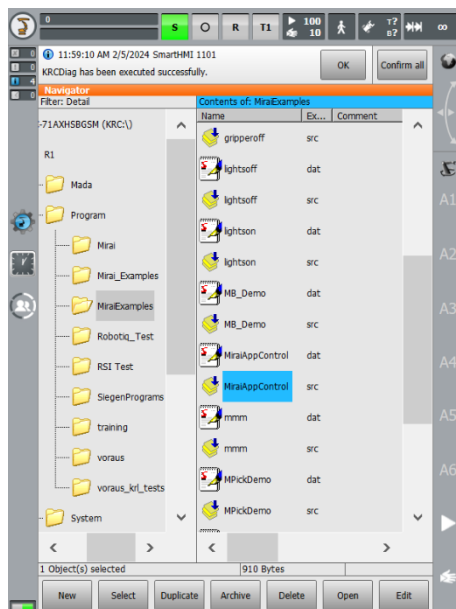 0
S
O
R
T1
100
10
T?
B?
∞
0
0
4
0
11:59:10 AM 2/5/2024 SmartHMI 1101
KRCDiag has been executed successfully.
OK
Confirm all
Navigator
Filter: Detail
Contents of: MiraiExamples
Name Ex... Comment
-71AXHSBGSM (KRC:\)
R1
Mada
Program
Mirai
Mirai_Examples
MiraiExamples
Robotiq_Test
RSI Test
SiegenPrograms
training
voraus
voraus_krl_tests
System
gripperoff src
lightsoff dat
lightsoff src
lightson dat
lightson src
MB_Demo dat
MB_Demo src
MiraiAppControl dat
MiraiAppControl src
mmm dat
mmm src
MPickDemo dat
MPickDemo src
A1
A2
A3
A4
A5
A6
1 Object(s) selected
910 Bytes
New
Select
Duplicate
Archive
Delete
Open
Edit